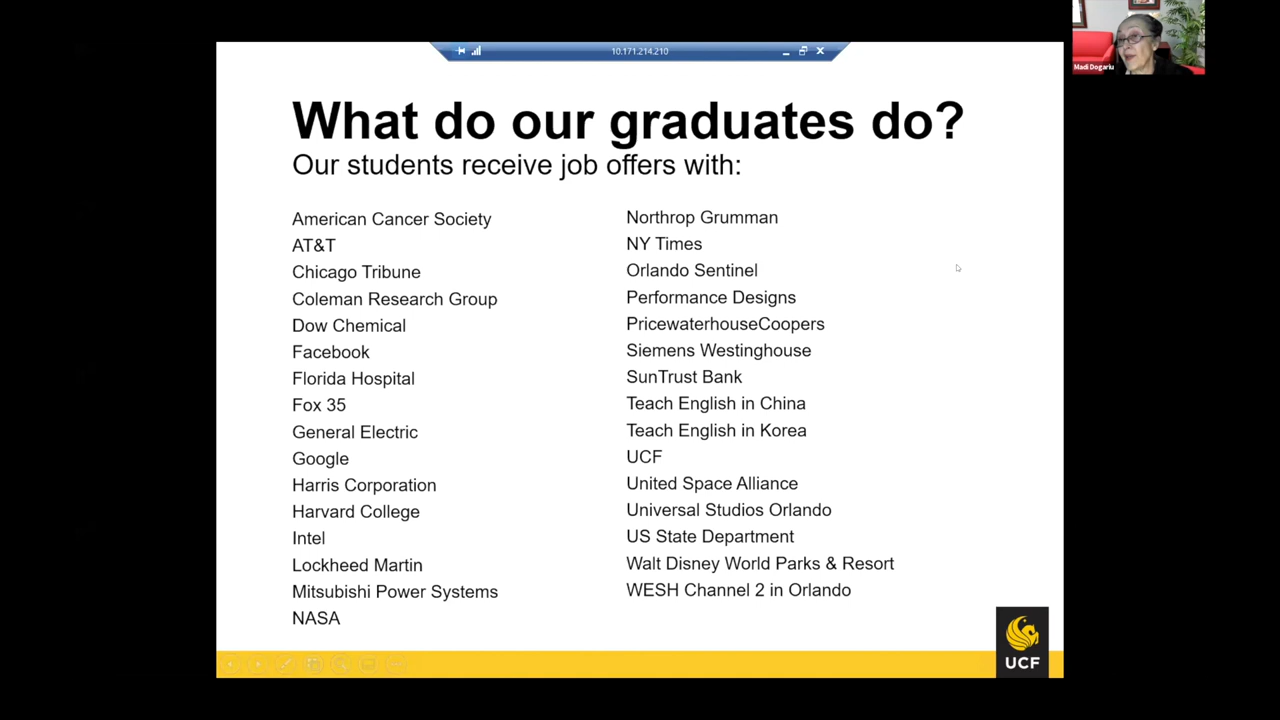 10.171.214.210
Madi Dogariu
What do our graduates do?
Our students receive job offers with:
American Cancer Society
AT&T
Chicago Tribune
Coleman Research Group
Dow Chemical
Facebook
Florida Hospital
Fox 35
General Electric
Google
Harris Corporation
Harvard College
Intel
Lockheed Martin
Mitsubishi Power Systems
NASA
Northrop Grumman
NY Times
Orlando Sentinel
Performance Designs
PricewaterhouseCoopers
Siemens Westinghouse
SunTrust Bank
Teach English in China
Teach English in Korea
UCF
United Space Alliance
Universal Studios Orlando
US State Department
Walt Disney World Parks & Resort
WESH Channel 2 in Orlando
UCF